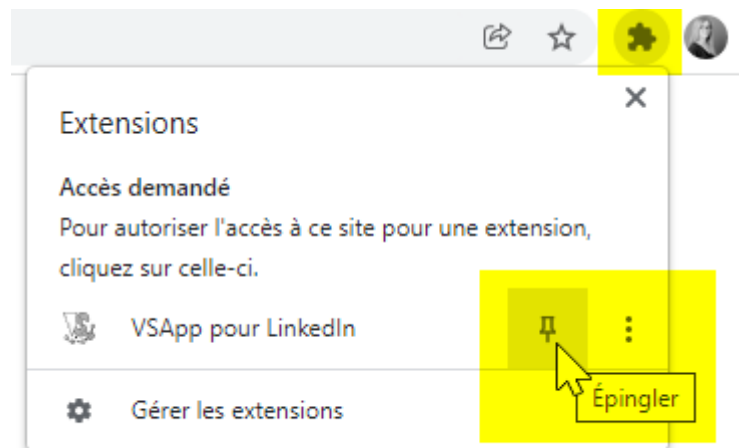 Extensions
Accès demandé
Pour autoriser l'accès à ce site pour une extension,
cliquez sur celle-ci.
VSApp pour LinkedIn
Épingler
Gérer les extensions